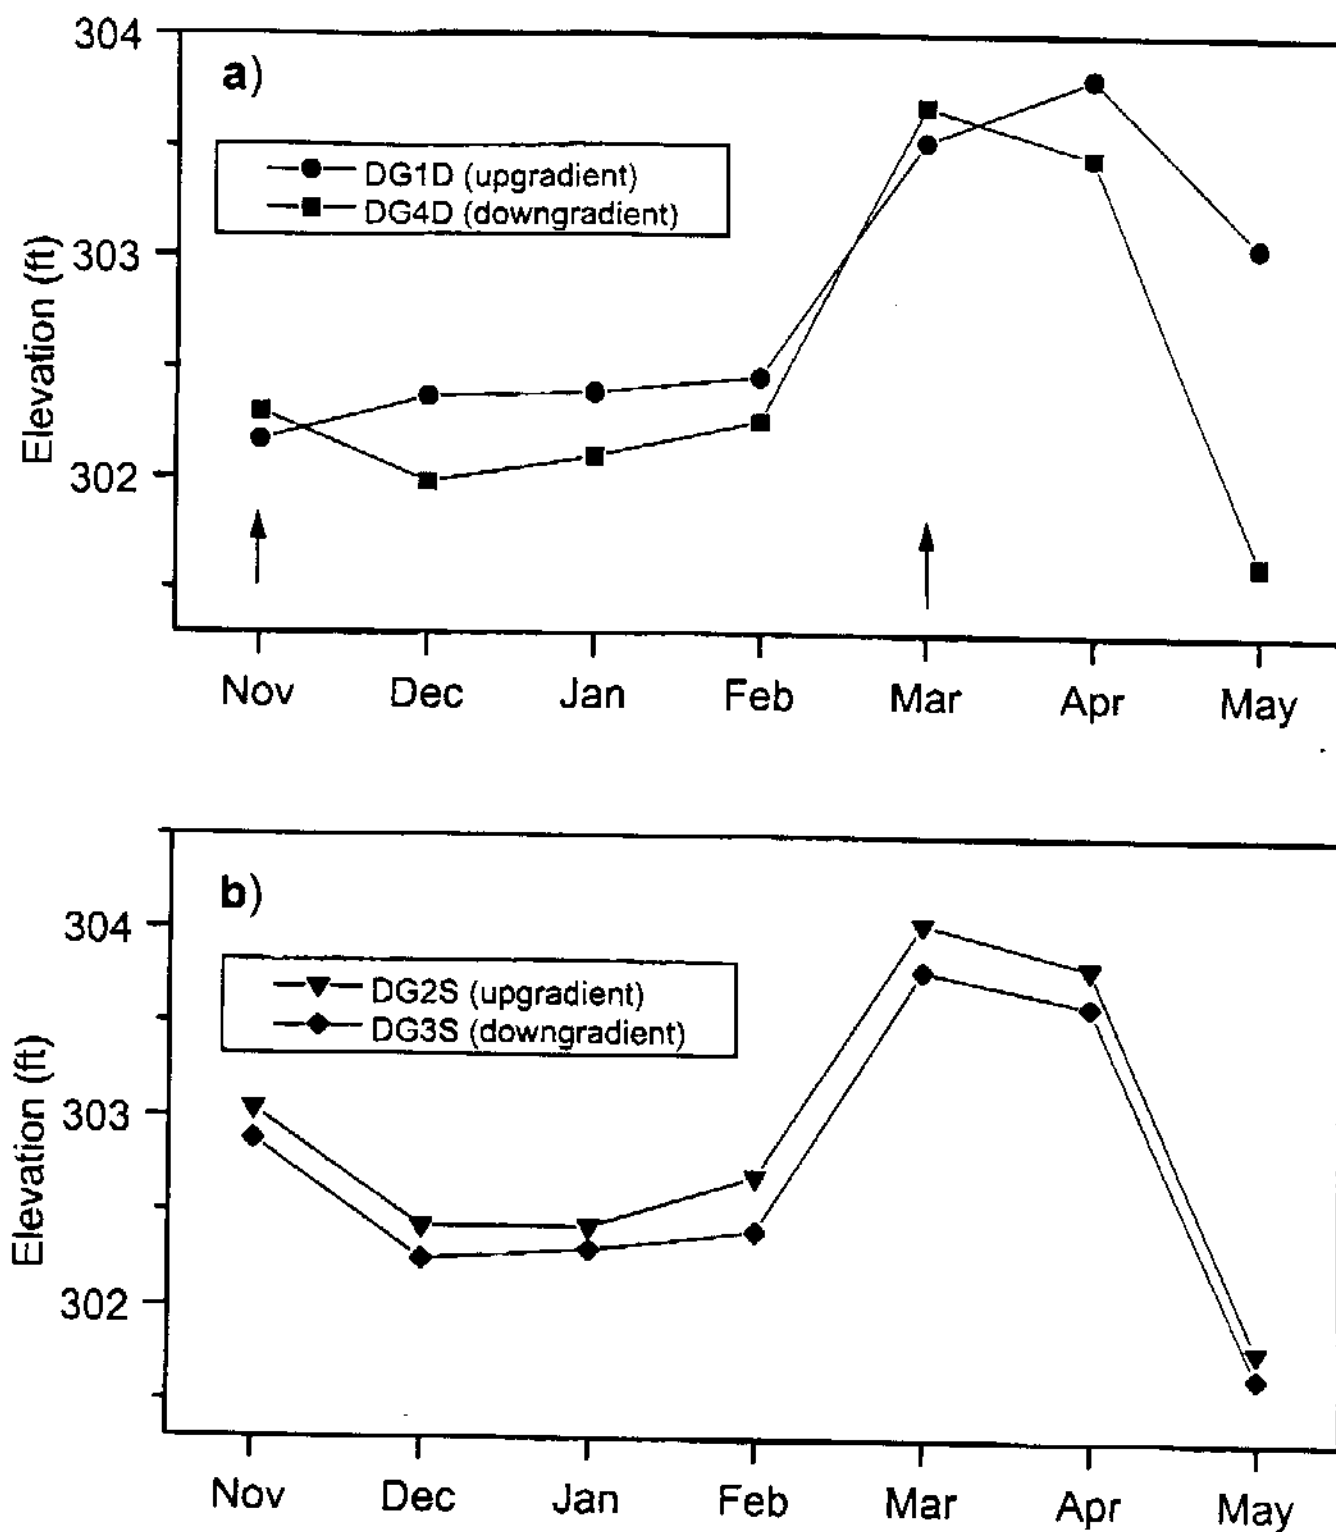 304
a)
DG1D (upgradient)
DG4D (downgradient)
303
Elevation (ft)
302
Nov Dec Jan Feb Mar Apr May
b)
304
DG2S (upgradient)
DG3S (downgradient)
303
Elevation (ft)
302
Nov Dec Jan Feb Mar Apr May